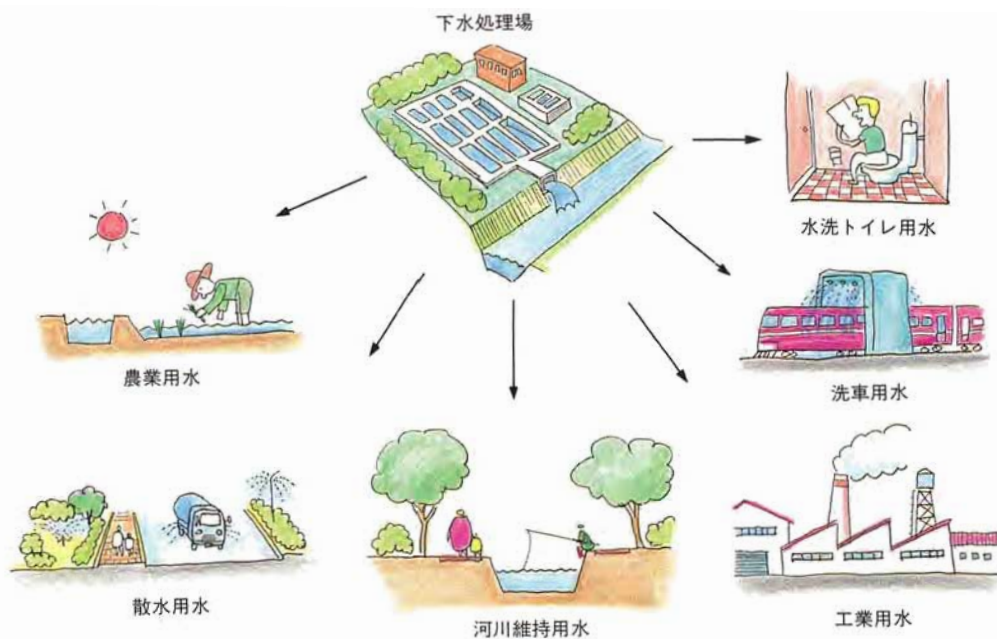 下水処理場
水洗トイレ用水
農業用水
洗車用水
散水用水
河川維持用水
工業用水